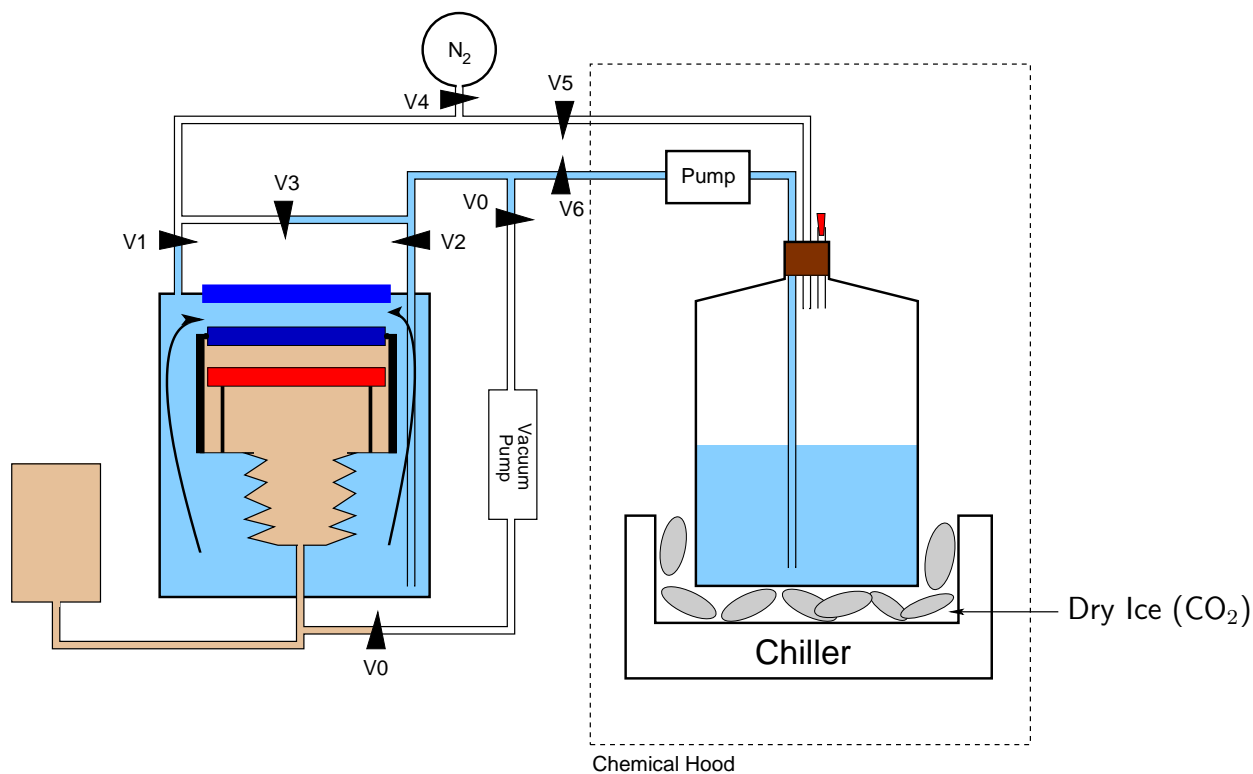 N2
V4
V5
V3
V0
V6
Pump
V1
V2
Vacuum
Pump
Dry Ice (CO2)
Chiller
V0
Chemical Hood